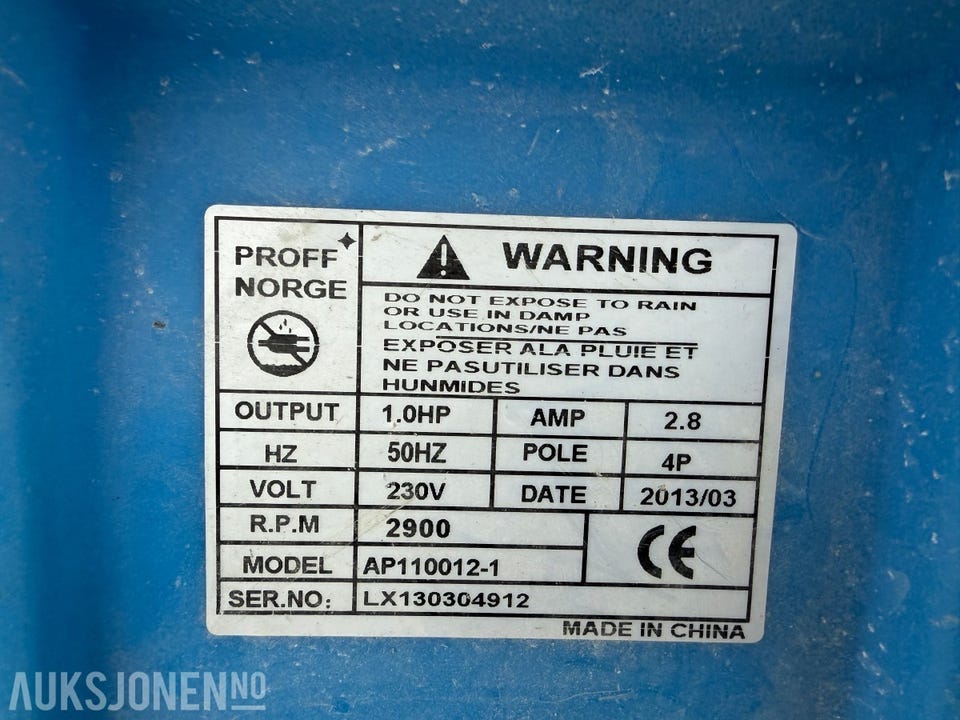 PROFF NORGE
WARNING
DO NOT EXPOSE TO RAIN
OR USE IN DAMP
LOCATIONS/NE PAS
EXPOSER ALA PLUIE ET
NE PASUTILISER DANS
HUNMIDES
OUTPUT 1.0HP AMP 2.8
HZ 50HZ POLE 4P
VOLT 230V DATE 2013/03
R.P.M 2900
CE
MODEL AP110012-1
SER.NO: LX130304912
MADE IN CHINA
AUKSJONEN NO